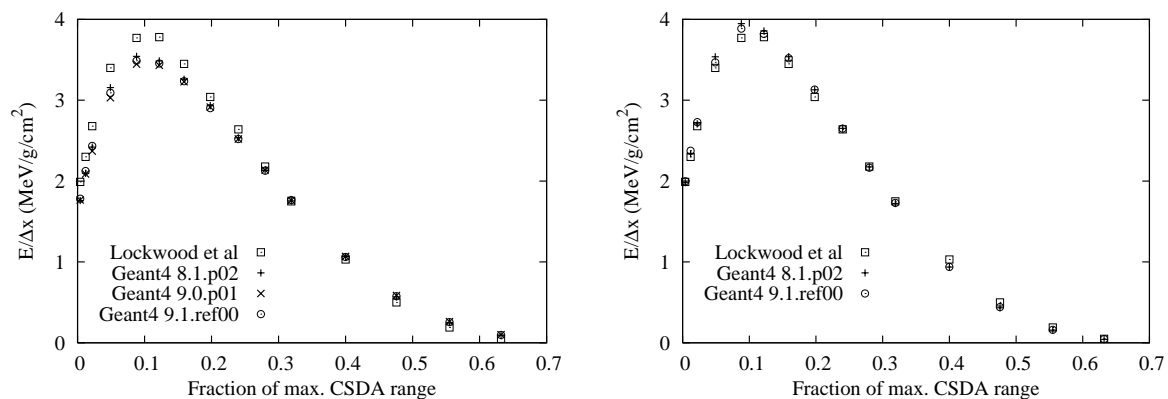 4
3
2
1
0
E/Δx (MeV/g/cm²)
Lockwood et al
Geant4 8.1.p02
Geant4 9.0.p01
Geant4 9.1.ref00
0 0.1 0.2 0.3 0.4 0.5 0.6 0.7
Fraction of max. CSDA range
4
3
2
1
0
E/Δx (MeV/g/cm²)
Lockwood et al
Geant4 8.1.p02
Geant4 9.1.ref00
0 0.1 0.2 0.3 0.4 0.5 0.6 0.7
Fraction of max. CSDA range